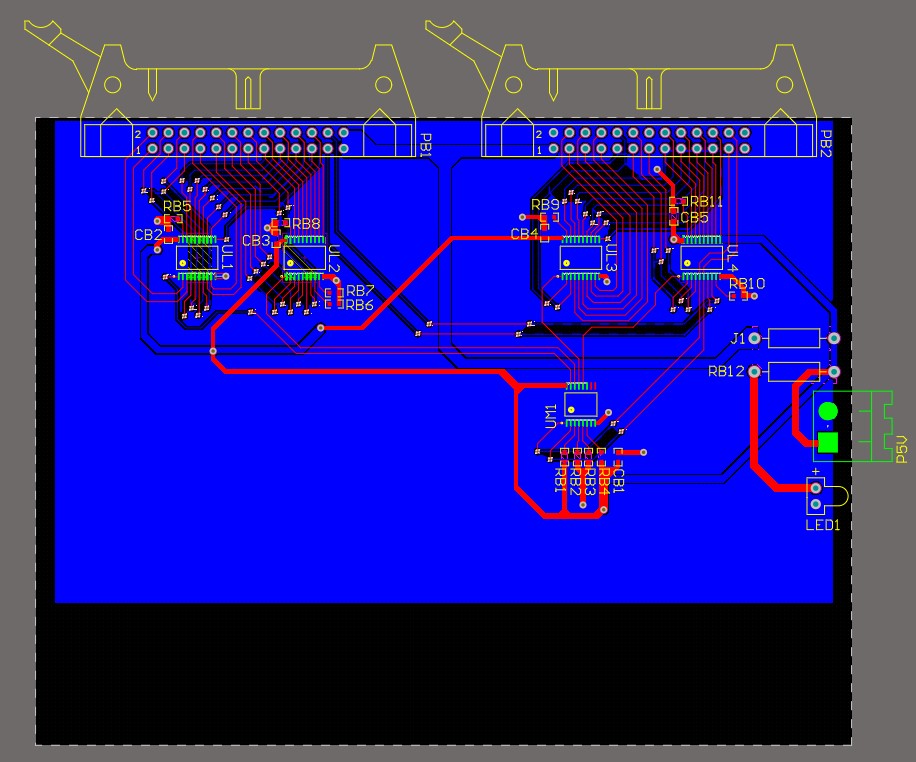 2
1
PB1
2
1
PB2
RB5
CB2
UL1
RB8
CB3
UL2
RB7
RB6
RB9
CB4
UL3
RB11
CB5
UL4
RB10
J1
RB12
P5V
UM1
RB1
RB2
RB3
RB4
CB1
+
LED1